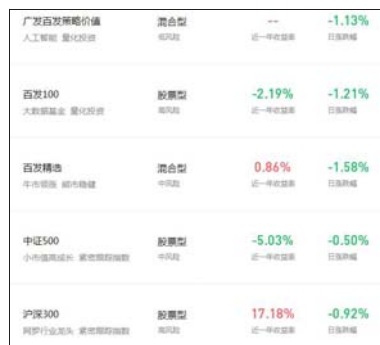 广发百发策略价值 混合型 -- -1.13%
人工智能 量化投资 低风险 近一年收益率 日涨跌幅
百发100 股票型 -2.19% -1.21%
大数据基金 量化投资 高风险 近一年收益率 日涨跌幅
百发精选 混合型 0.86% -1.58%
牛市领涨 熊市稳健 中风险 近一年收益率 日涨跌幅
中证500 股票型 -5.03% -0.50%
小市值高成长 紧密跟踪指数 中风险 近一年收益率 日涨跌幅
沪深300 股票型 17.18% -0.92%
网罗行业龙头 紧密跟踪指数 高风险 近一年收益率 日涨跌幅